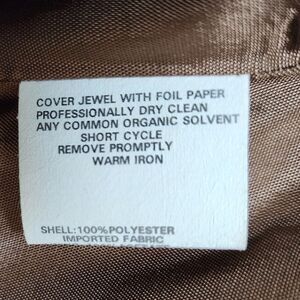 COVER JEWEL WITH FOIL PAPER
PROFESSIONALLY DRY CLEAN
ANY COMMON ORGANIC SOLVENT
SHORT CYCLE
REMOVE PROMPTLY
WARM IRON
SHELL:100%POLYESTER
IMPORTED FABRIC